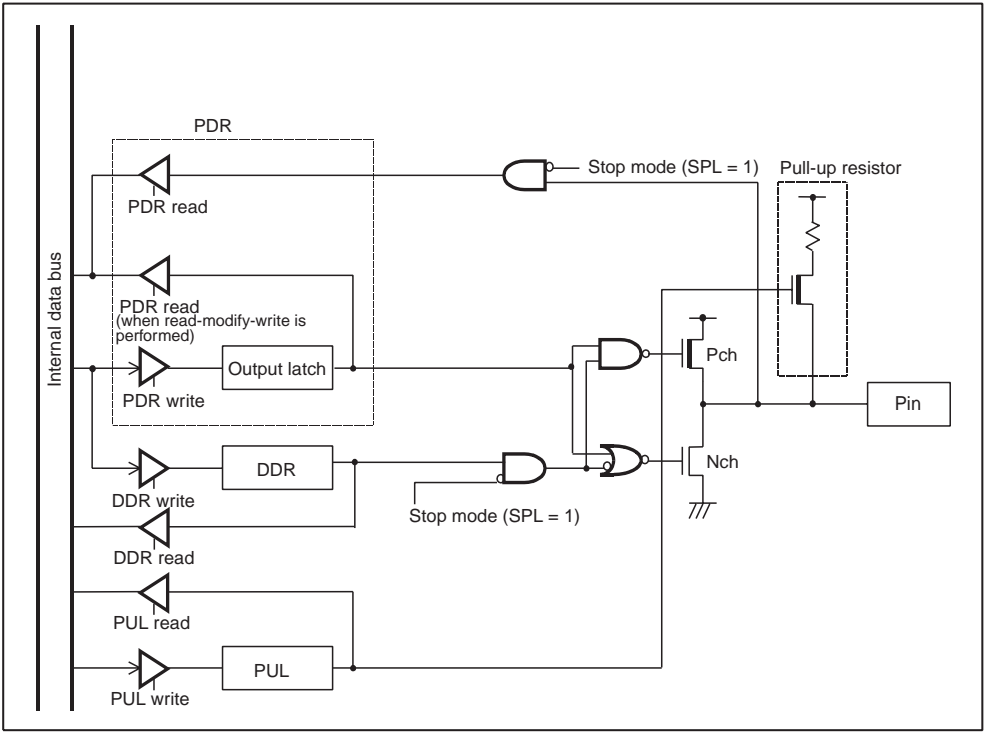 PDR
Stop mode (SPL = 1)
Pull-up resistor
PDR read
Internal data bus
PDR read
(when read-modify-write is
performed)
Output latch
PDR write
Pch
Pin
DDR
DDR write
Nch
Stop mode (SPL = 1)
DDR read
PUL read
PUL
PUL write